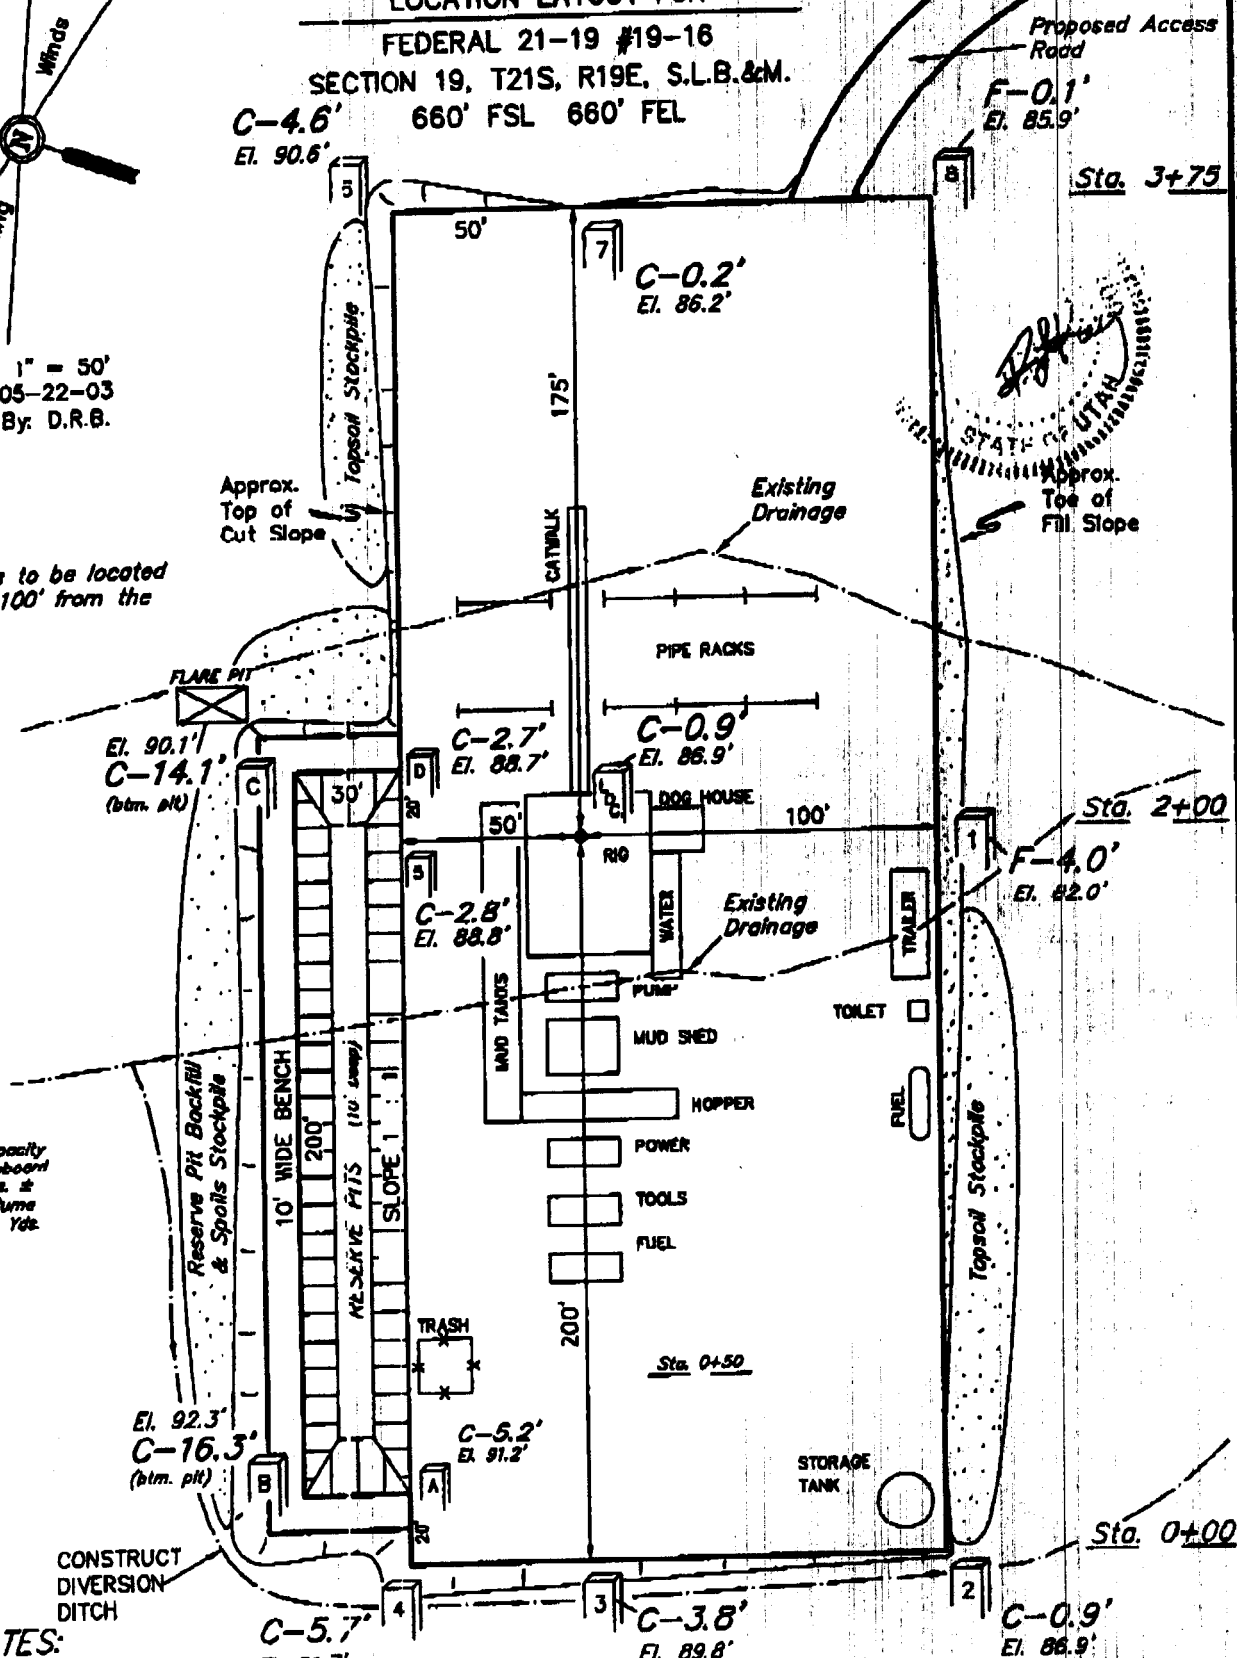 LOCATION LAYOUT FOR
FEDERAL 21-19 #19-16
SECTION 19, T21S, R19E, S.L.B.&M.
660' FSL 660' FEL
Winds
N
Proposed Access
Road
C-4.6'
El. 90.6'
5
F-0.1'
El. 85.9'
8
Sta. 3+75
50'
7
C-0.2'
El. 86.2'
1" = 50'
05-22-03
By: D.R.B.
Topsoil Stockpile
175'
STATE OF UTAH
Approx.
Top of
Cut Slope
CATWALK
Existing
Drainage
Approx.
Toe of
Fill Slope
to be located
100' from the
PIPE RACKS
FLARE PIT
El. 90.1'
C-14.1'
(btm. pit)
C
D
C-2.7'
El. 88.7'
C-0.9'
El. 86.9'
30'
20'
DOG HOUSE
50'
100'
Sta. 2+00
RIG
1
F-4.0'
El. 82.0'
C-2.8'
El. 88.8'
WATER
Existing
Drainage
TRAILER
MUD TANKS
PUMP
TOILET
MUD SHED
HOPPER
FUEL
POWER
TOOLS
FUEL
Topsoil Stockpile
Reserve Pit Backfill
& Spoils Stockpile
10' WIDE BENCH
200'
RESERVE PITS (10' Deep)
SLOPE
200'
TRASH
Sta. 0+50
El. 92.3'
C-16.3'
(btm. pit)
B
C-5.2'
El. 91.2'
A
20'
STORAGE
TANK
Sta. 0+00
CONSTRUCT
DIVERSION
DITCH
4
C-5.7'
3
C-3.8'
El. 89.8'
2
C-0.9'
El. 86.9'
TES: